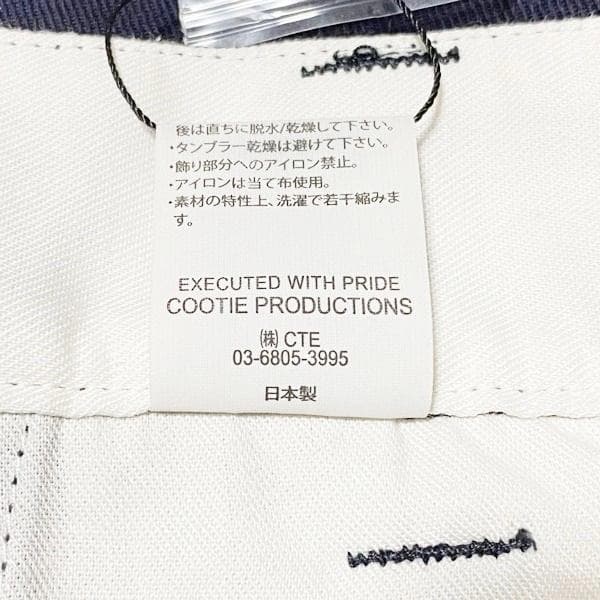 後は直ちに脱水/乾燥して下さい。
・タンブラー乾燥は避けて下さい。
・飾り部分へのアイロン禁止。
・アイロンは当て布使用。
・素材の特性上、洗濯で若干縮みま
す。
EXECUTED WITH PRIDE
COOTIE PRODUCTIONS
㈱ CTE
03-6805-3995
日本製